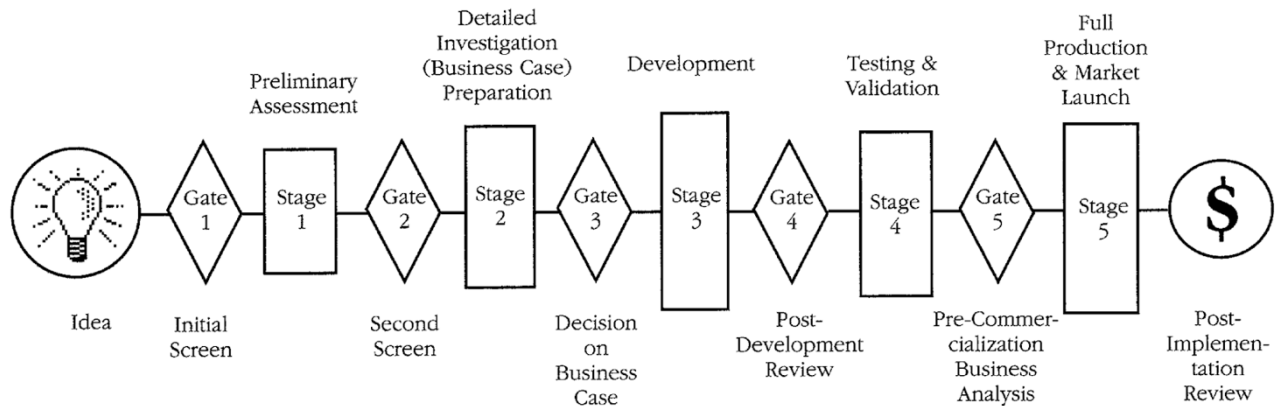 Preliminary
Assessment
Detailed
Investigation
(Business Case)
Preparation
Development
Testing &
Validation
Full
Production
& Market
Launch
Gate
1
Stage
1
Gate
2
Stage
2
Gate
3
Stage
3
Gate
4
Stage
4
Gate
5
Stage
5
$
Idea
Initial
Screen
Second
Screen
Decision
on
Business
Case
Post-
Development
Review
Pre-Commer-
cialization
Business
Analysis
Post-
Implemen-
tation
Review